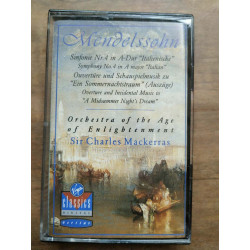 Mendelssohn
Sinfonie Nr.4 in A-Dur "Italienische"
Symphony No.4 in A major "Italian"
Ouvertüre und Schauspielmusik zu
"Ein Sommernachtstraum" (Auszüge)
Overture and Incidental Music to
"A Midsummer Night's Dream"
Orchestra of the Age
of Enlightenment
Sir Charles Mackerras
Virgin
classics
DIGITAL